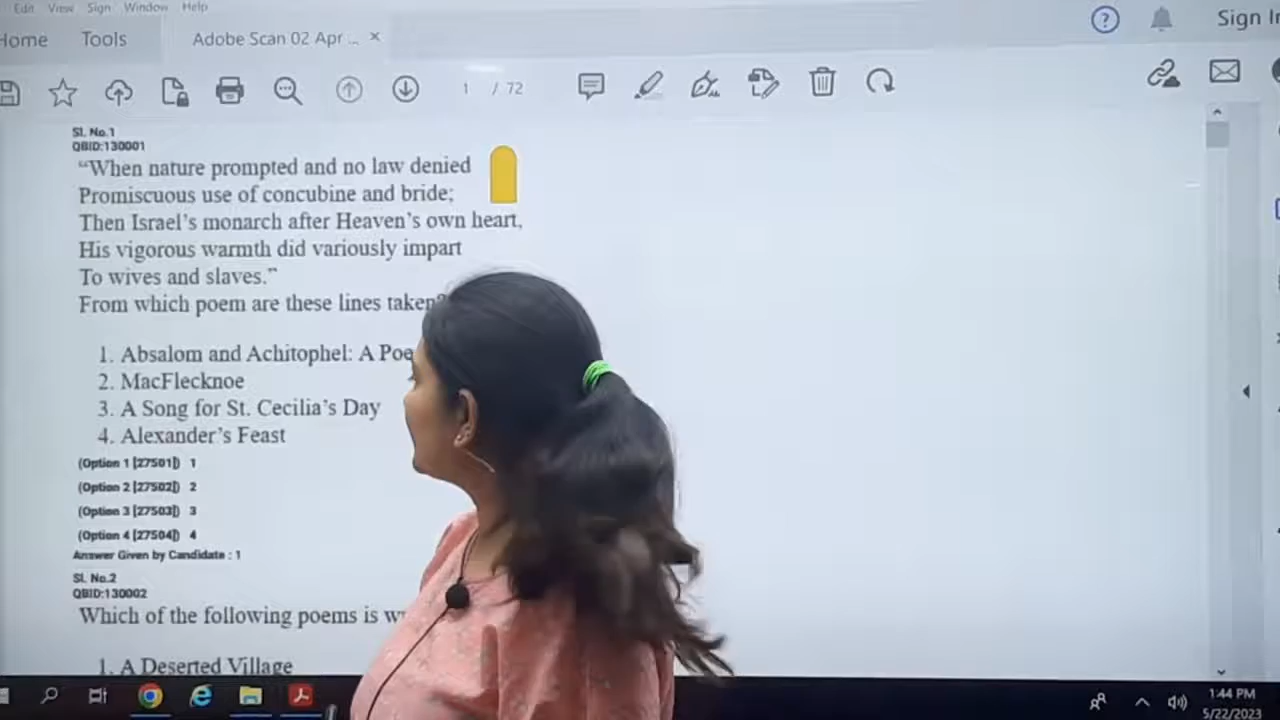 Edit View Sign Window Help
Home Tools Adobe Scan 02 Apr ... × ? Sign In
1 / 72
Sl. No.1
QBID:130001
“When nature prompted and no law denied
Promiscuous use of concubine and bride;
Then Israel’s monarch after Heaven’s own heart,
His vigorous warmth did variously impart
To wives and slaves.”
From which poem are these lines taken?
1. Absalom and Achitophel: A
2. MacFlecknoe
3. A Song for St. Cecilia’s Day
4. Alexander’s Feast
(Option 1 [27501]) 1
(Option 2 [27502]) 2
(Option 3 [27503]) 3
(Option 4 [27504]) 4
Answer Given by Candidate : 1
Sl. No.2
QBID:130002
Which of the following poems is
1. A Deserted Village
1:44 PM
5/22/2023